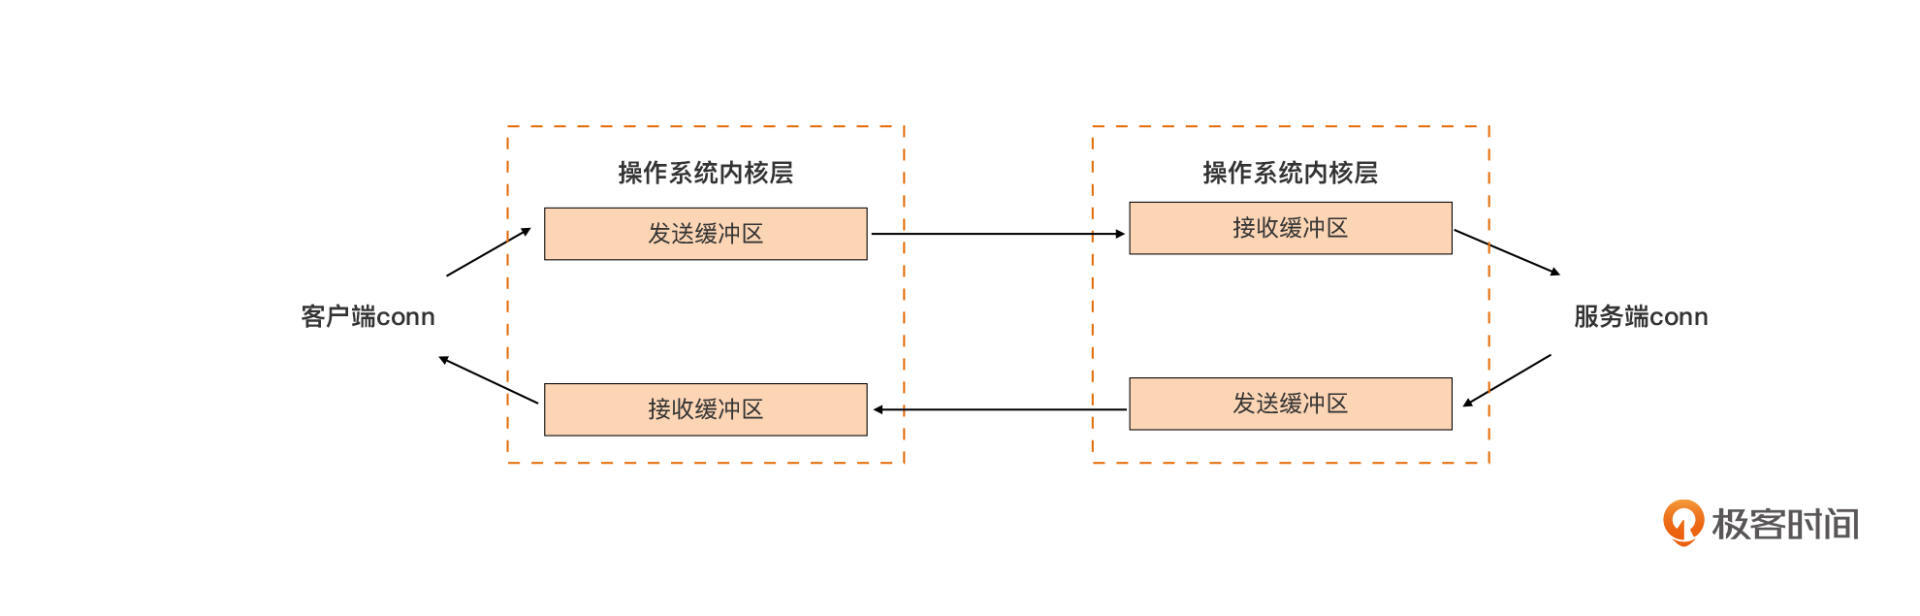 操作系统内核层
发送缓冲区
接收缓冲区
客户端conn
操作系统内核层
接收缓冲区
发送缓冲区
服务端conn
极客时间